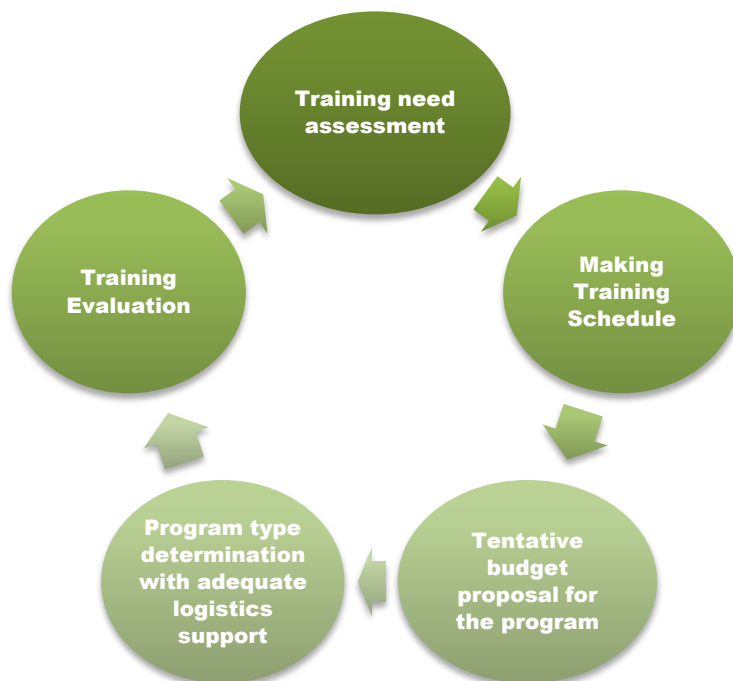 Training need
assessment
Making
Training
Schedule
Tentative
budget
proposal for
the program
Program type
determination
with adequate
logistics
support
Training
Evaluation